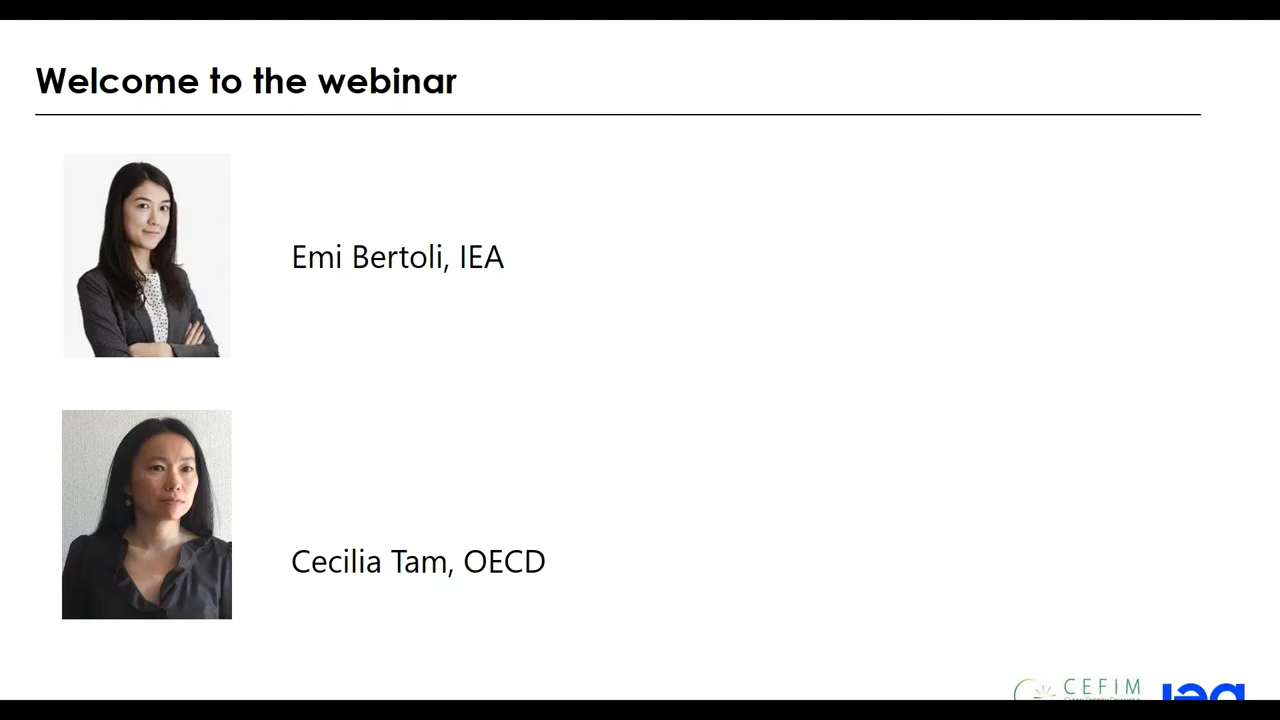 Welcome to the webinar
Emi Bertoli, IEA
Cecilia Tam, OECD
CEFIM